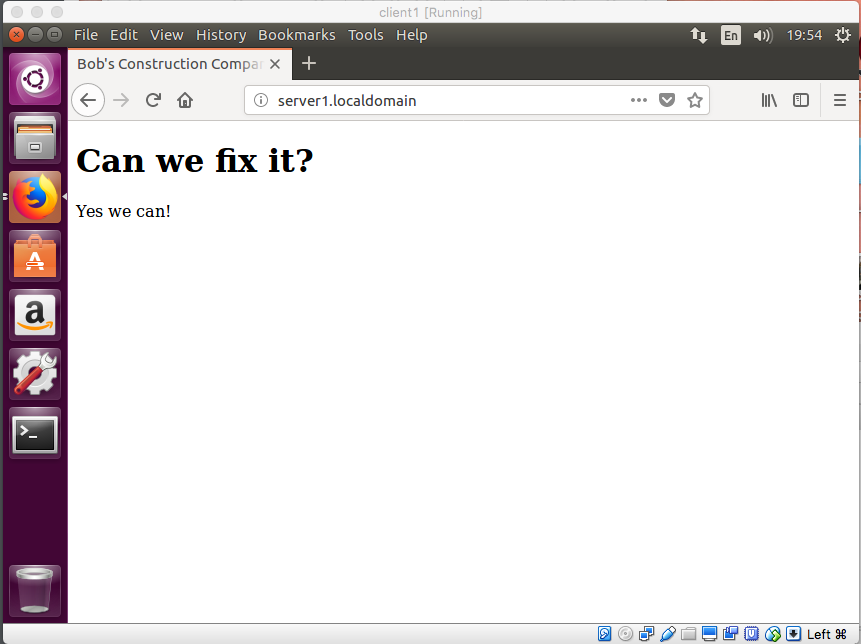 client1 [Running]
File Edit View History Bookmarks Tools Help En 19:54
Bob's Construction Compa
server1.localdomain
Can we fix it?
Yes we can!
Left ⌘